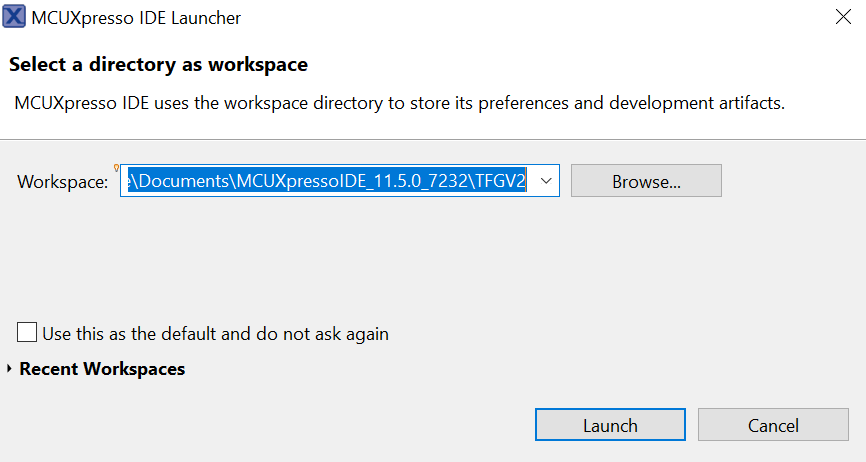 MCUXpresso IDE Launcher
Select a directory as workspace
MCUXpresso IDE uses the workspace directory to store its preferences and development artifacts.
Workspace: e\Documents\MCUXpressoIDE_11.5.0_7232\TFGV2 Browse...
Use this as the default and do not ask again
Recent Workspaces
Launch Cancel